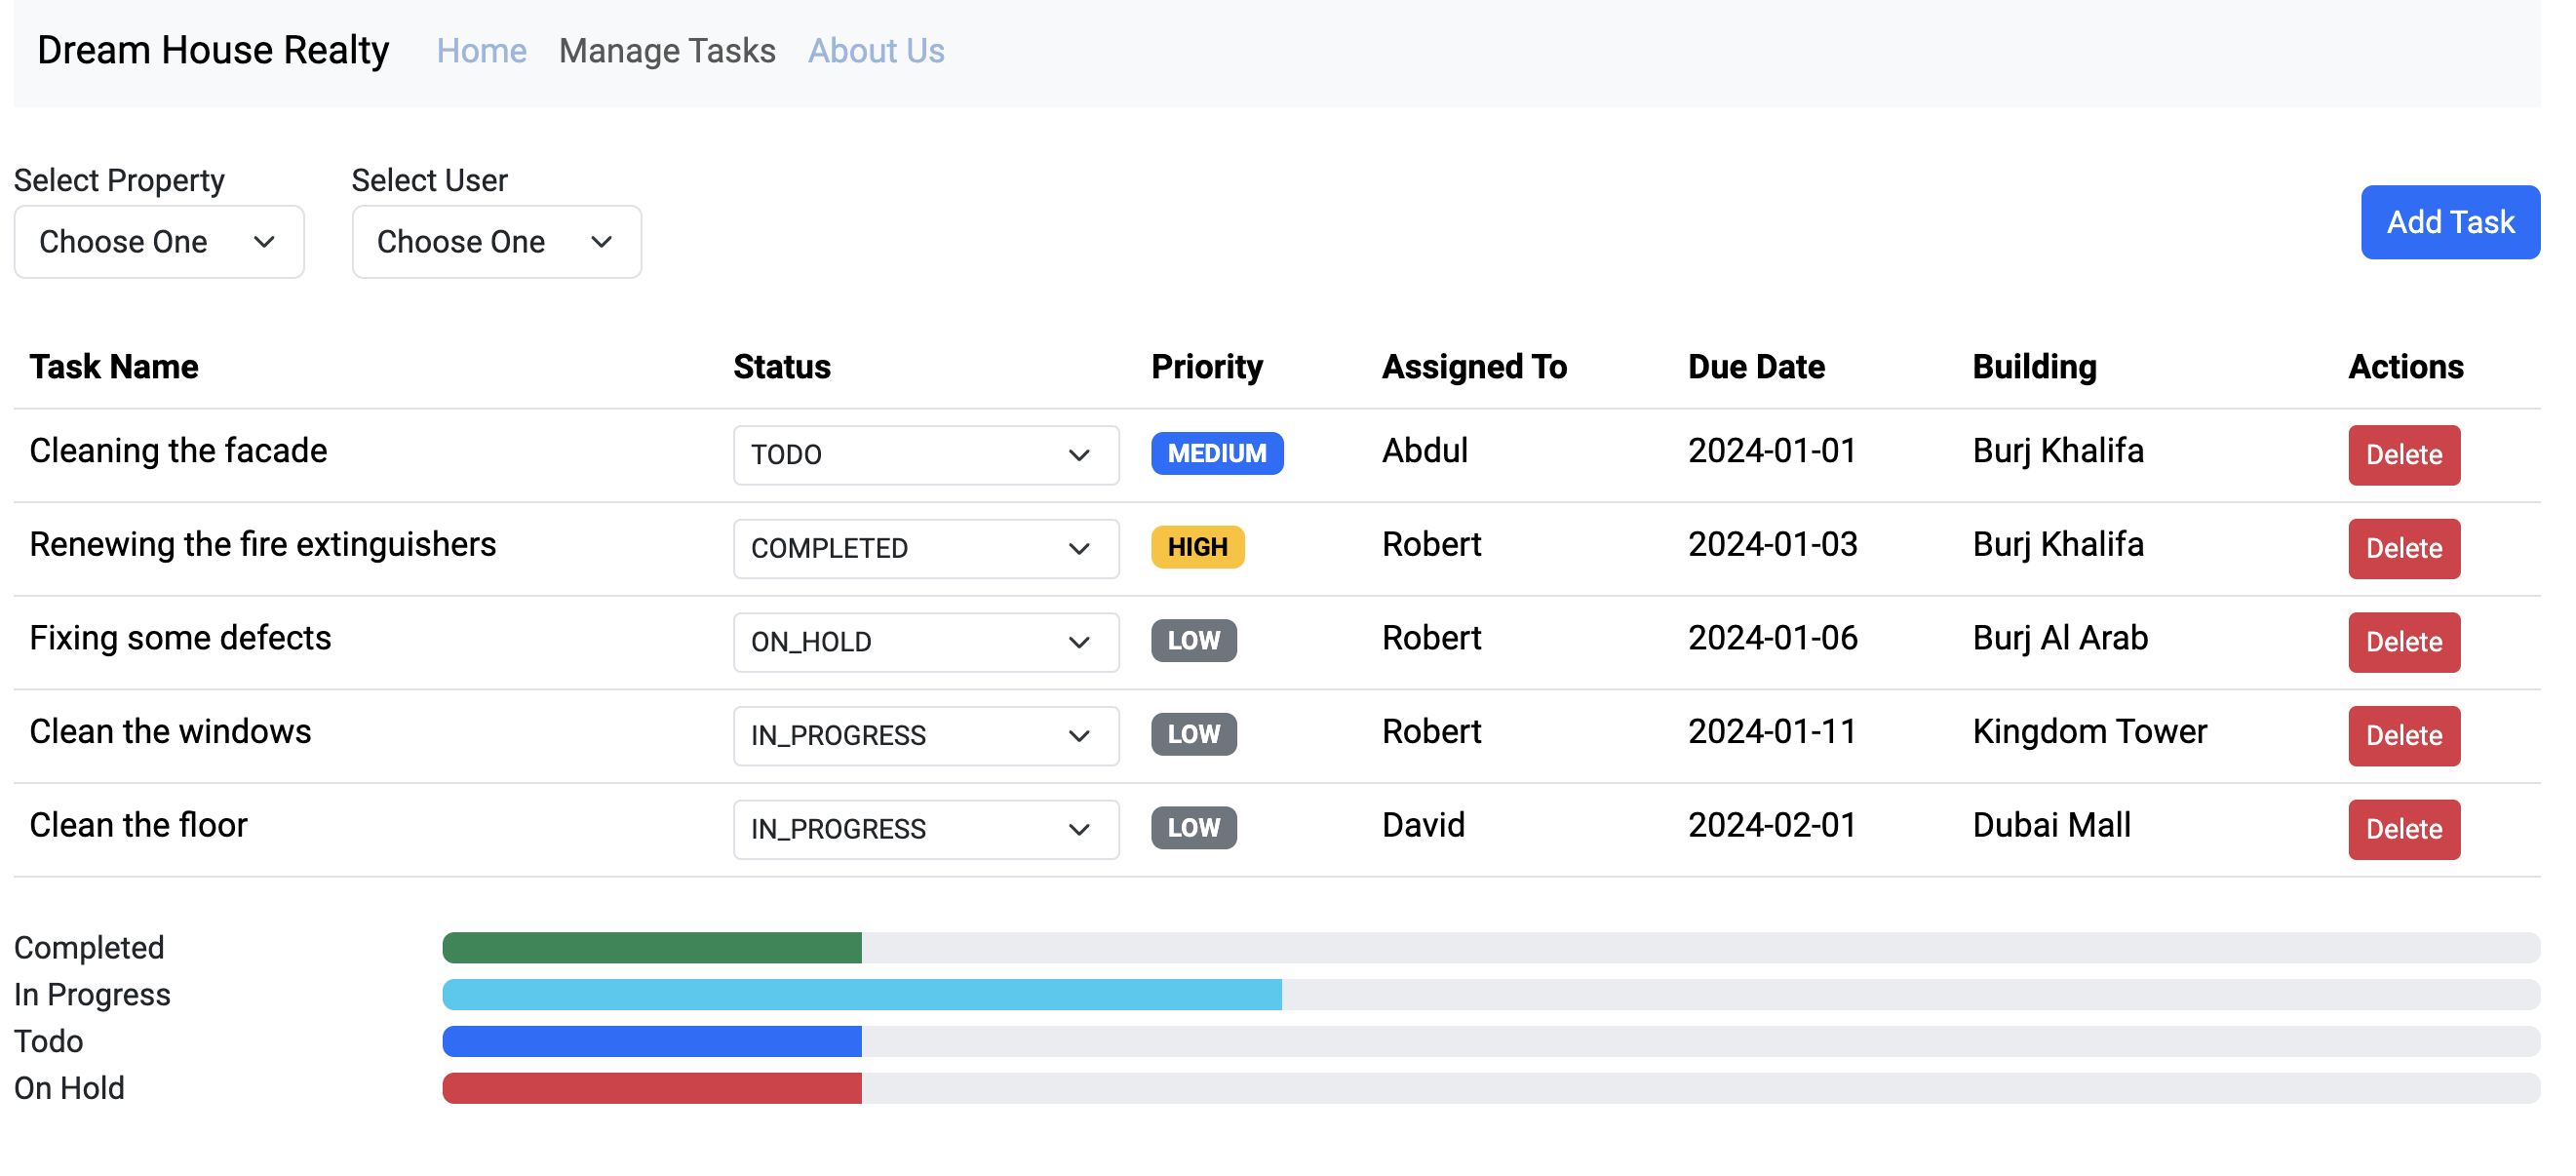 Dream House Realty Home Manage Tasks About Us
Select Property Select User
Choose One Choose One Add Task
Task Name Status Priority Assigned To Due Date Building Actions
Cleaning the facade TODO MEDIUM Abdul 2024-01-01 Burj Khalifa Delete
Renewing the fire extinguishers COMPLETED HIGH Robert 2024-01-03 Burj Khalifa Delete
Fixing some defects ON_HOLD LOW Robert 2024-01-06 Burj Al Arab Delete
Clean the windows IN_PROGRESS LOW Robert 2024-01-11 Kingdom Tower Delete
Clean the floor IN_PROGRESS LOW David 2024-02-01 Dubai Mall Delete
Completed
In Progress
Todo
On Hold